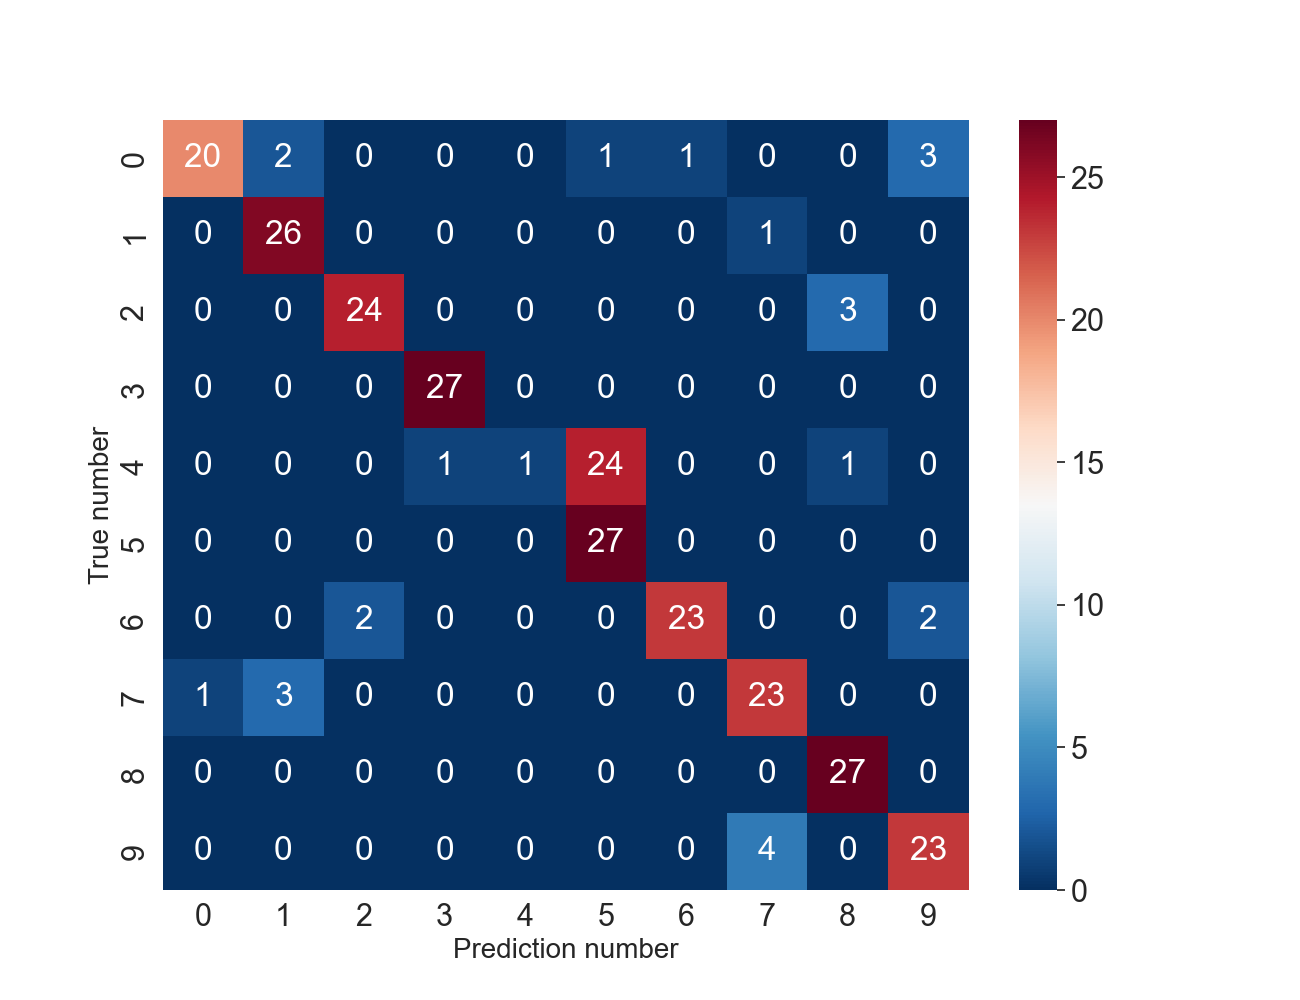 0 20 2 0 0 0 1 1 0 0 3
1 0 26 0 0 0 0 0 1 0 0
2 0 0 24 0 0 0 0 0 3 0
3 0 0 0 27 0 0 0 0 0 0
4 0 0 0 1 1 24 0 0 1 0
5 0 0 0 0 0 27 0 0 0 0
6 0 0 2 0 0 0 23 0 0 2
7 1 3 0 0 0 0 0 23 0 0
8 0 0 0 0 0 0 0 0 27 0
9 0 0 0 0 0 0 0 4 0 23
0 1 2 3 4 5 6 7 8 9
Prediction number
True number
25
20
15
10
5
0